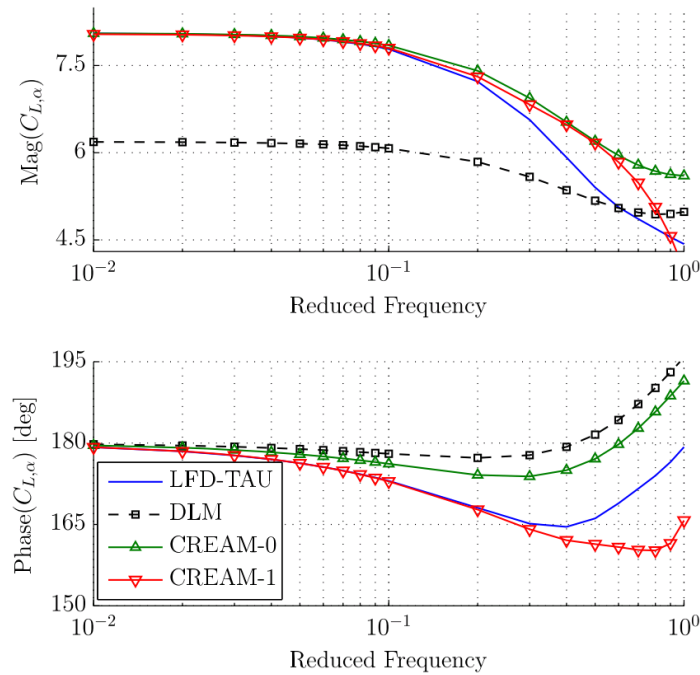 7.5
6
4.5
Mag(C_{L,α})
10^{-2}
10^{-1}
10^{0}
Reduced Frequency
195
180
165
150
Phase(C_{L,α}) [deg]
LFD-TAU
DLM
CREAM-0
CREAM-1
10^{-2}
10^{-1}
10^{0}
Reduced Frequency